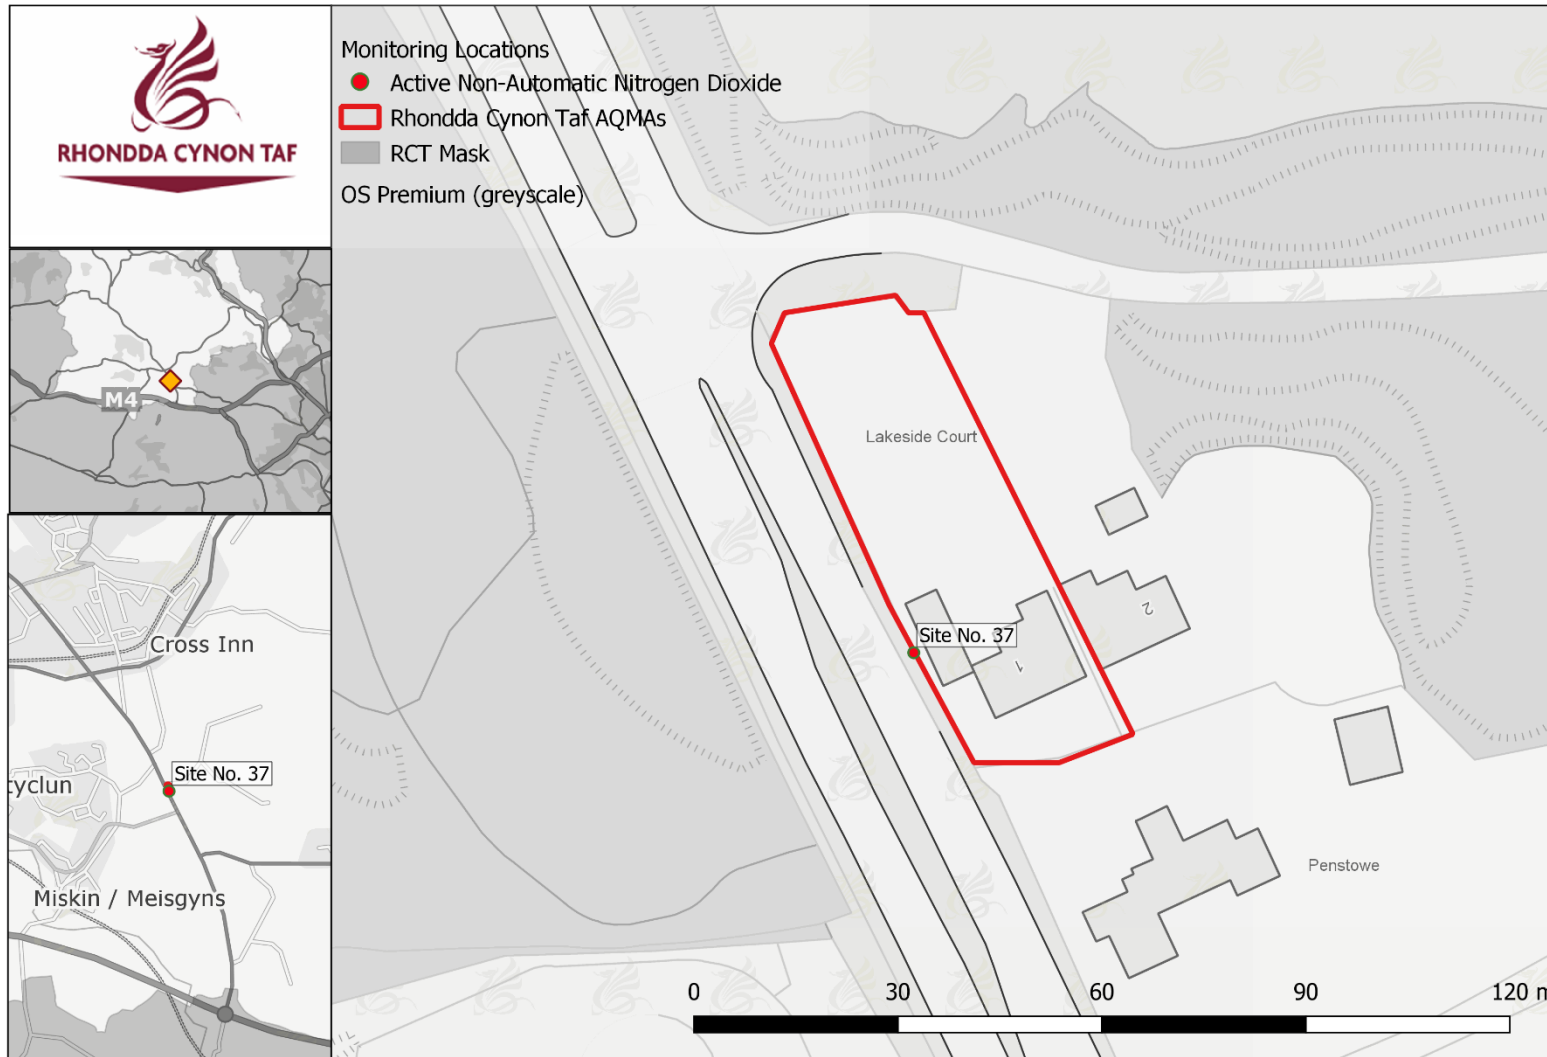 RHONDDA CYNON TAF
Monitoring Locations
Active Non-Automatic Nitrogen Dioxide
Rhondda Cynon Taf AQMAs
RCT Mask
OS Premium (greyscale)
M4
Cross Inn
Site No. 37
cyclun
Miskin / Meisgyns
Lakeside Court
Site No. 37
1
2
Penstowe
0 30 60 90 120 m